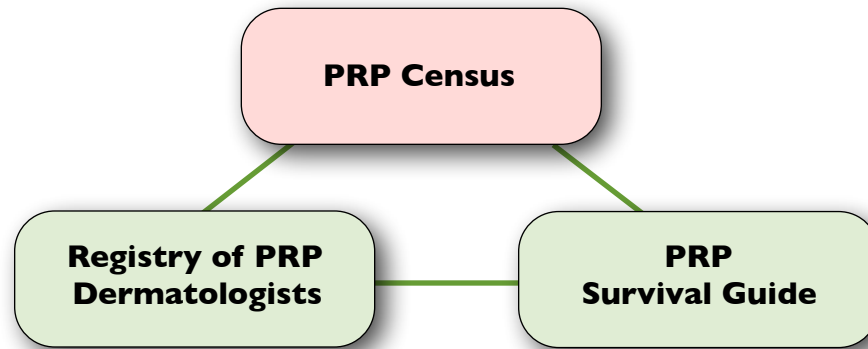 PRP Census
Registry of PRP
Dermatologists
PRP
Survival Guide